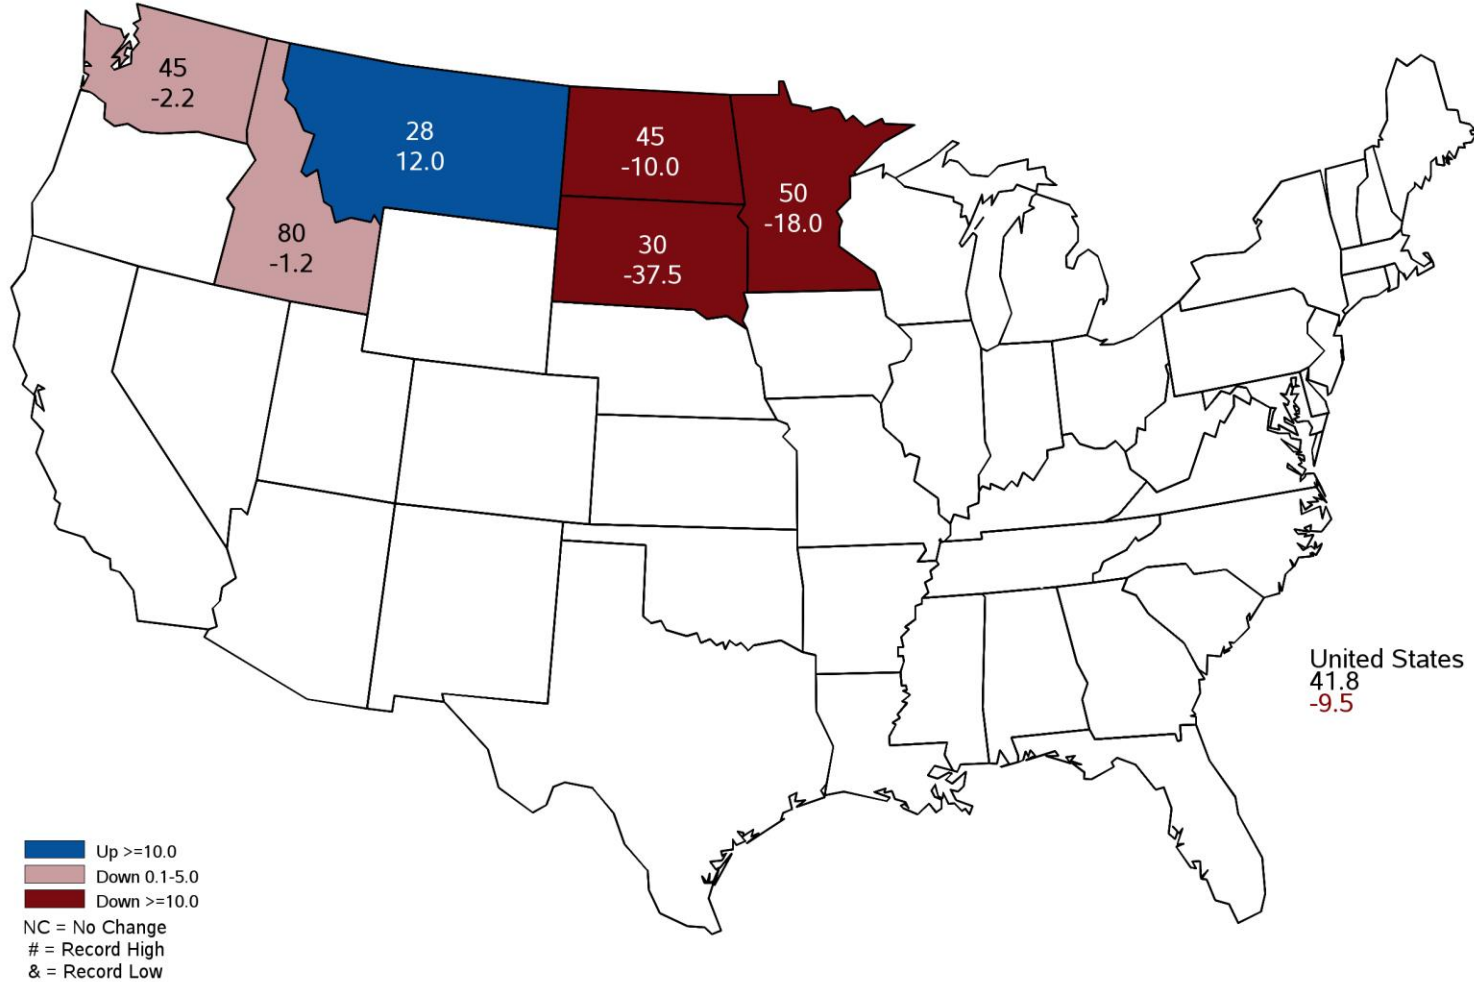 45
-2.2
28
12.0
45
-10.0
50
-18.0
80
-1.2
30
-37.5
United States
41.8
-9.5
Up >=10.0
Down 0.1-5.0
Down >=10.0
NC = No Change
# = Record High
& = Record Low